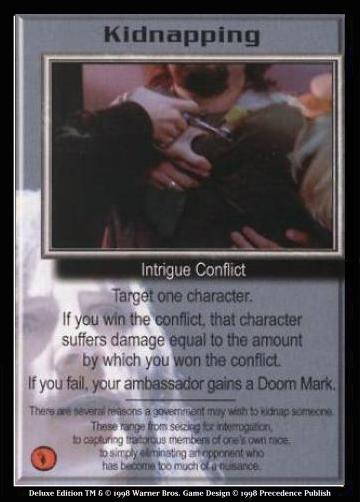 Kidnapping
Intrigue Conflict
Target one character.
If you win the conflict, that character
suffers damage equal to the amount
by which you won the conflict.
If you fail, your ambassador gains a Doom Mark.
There are several reasons a government may wish to kidnap someone.
These range from seizing for interrogation,
to capturing traitorous members of one's own race,
to simply eliminating an opponent who
has become too much of a nuisance.
Deluxe Edition TM & © 1998 Warner Bros. Game Design © 1998 Precedence Publish